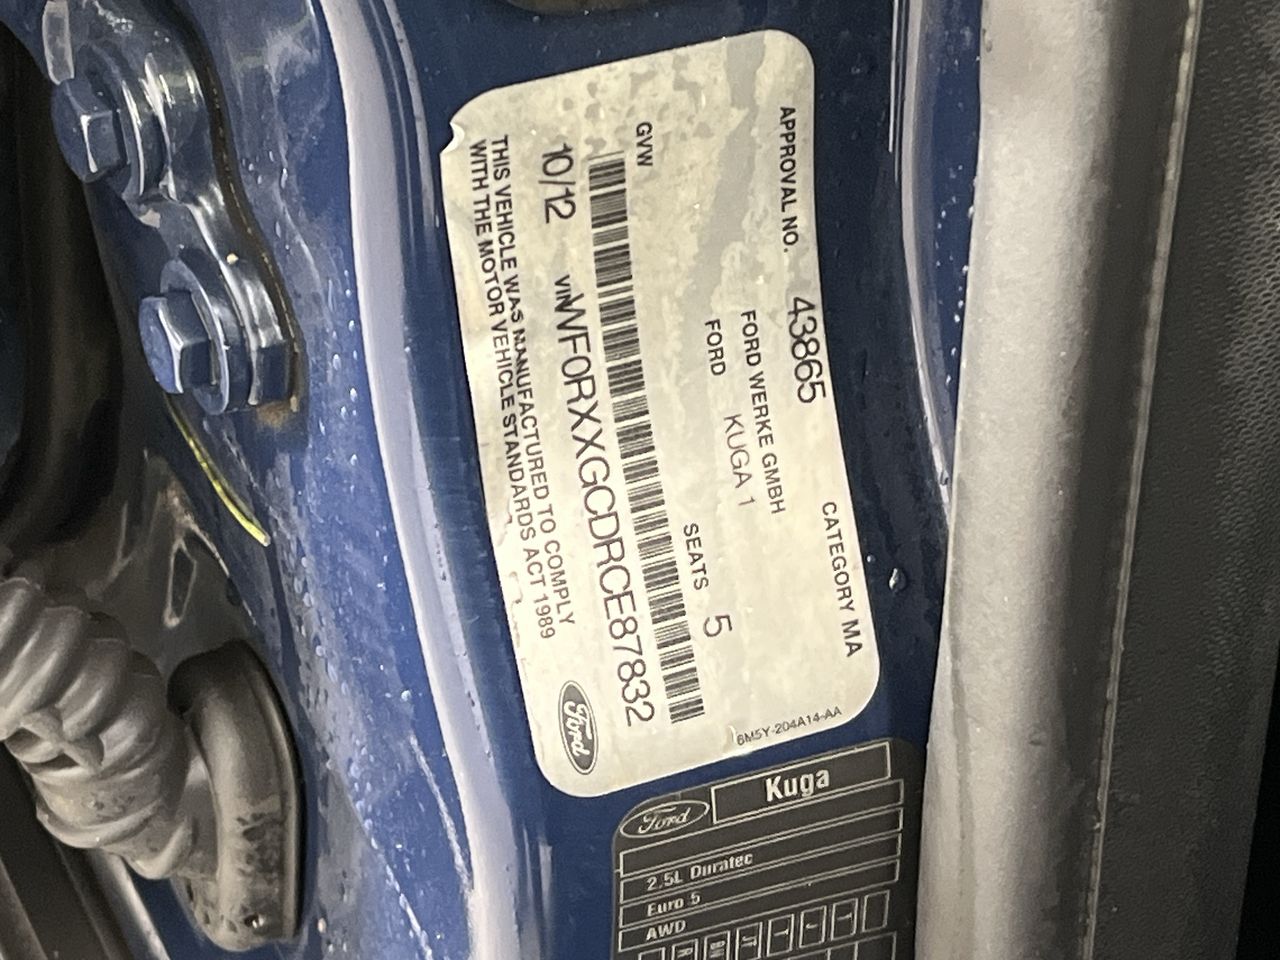 APPROVAL NO. 43865 CATEGORY MA
FORD WERKE GMBH
FORD KUGA 1
GVW SEATS 5
10/12 VIN WF0RXXGCDRCE87832
THIS VEHICLE WAS MANUFACTURED TO COMPLY
WITH THE MOTOR VEHICLE STANDARDS ACT 1989
Ford
6M5Y-204A14-AA
Ford Kuga
2.5L Duratec
Euro 5
AWD